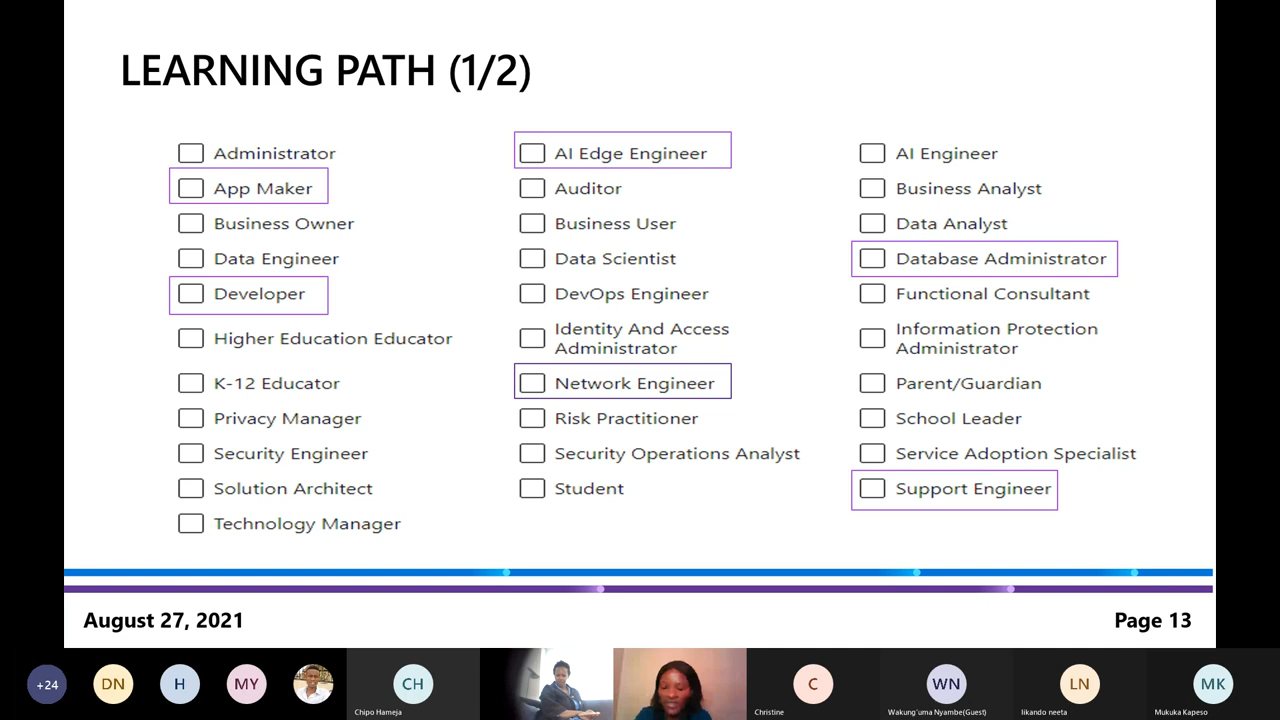 LEARNING PATH (1/2)
Administrator
App Maker
Business Owner
Data Engineer
Developer
Higher Education Educator
K-12 Educator
Privacy Manager
Security Engineer
Solution Architect
Technology Manager
AI Edge Engineer
Auditor
Business User
Data Scientist
DevOps Engineer
Identity And Access
Administrator
Network Engineer
Risk Practitioner
Security Operations Analyst
Student
AI Engineer
Business Analyst
Data Analyst
Database Administrator
Functional Consultant
Information Protection
Administrator
Parent/Guardian
School Leader
Service Adoption Specialist
Support Engineer
August 27, 2021
Page 13
+24
DN
H
MY
CH
Chipo Hameja
C
Christine
WN
Wakung'uma Nyambe(Guest)
LN
likando neeta
MK
Mukuka Kapeso